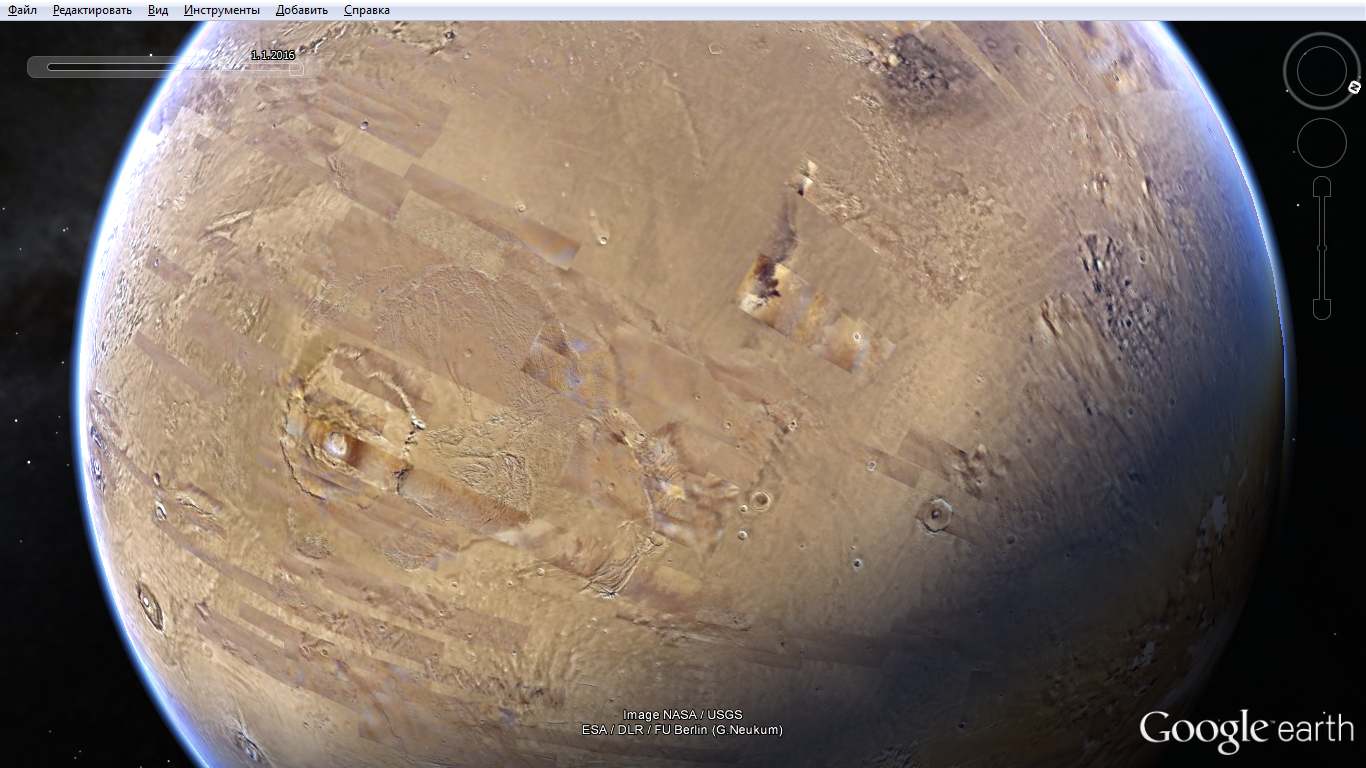 Файл Редактировать Вид Инструменты Добавить Справка
1.1.2016
N
Image NASA / USGS
ESA / DLR / FU Berlin (G.Neukum)
Google earth